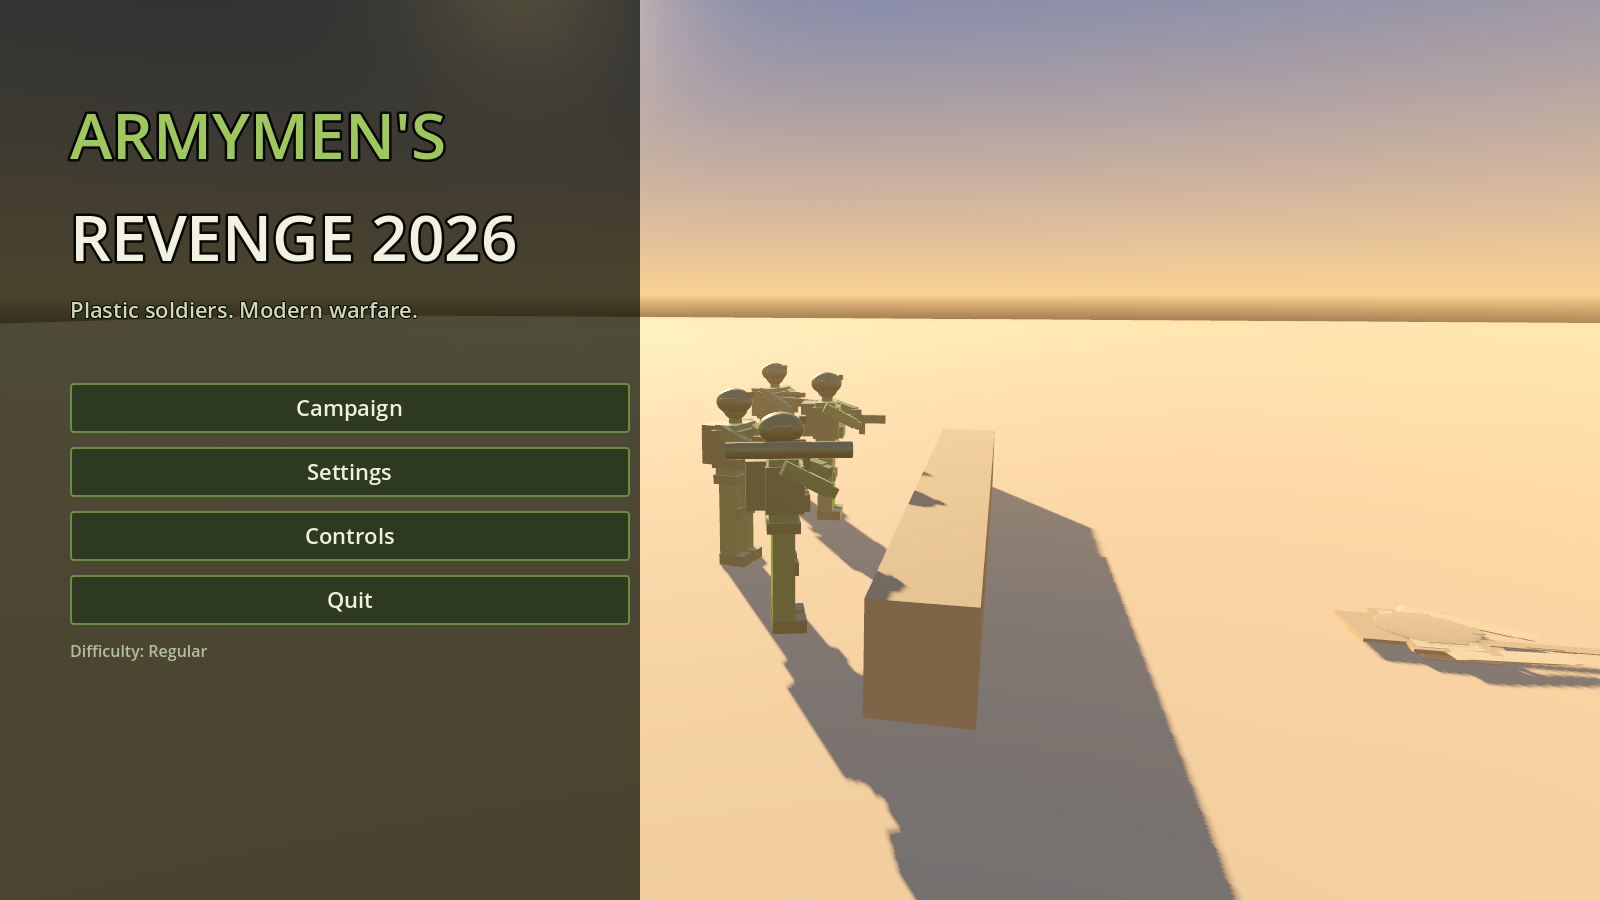 ARMYMEN'S
REVENGE 2026
Plastic soldiers. Modern warfare.
Campaign
Settings
Controls
Quit
Difficulty: Regular